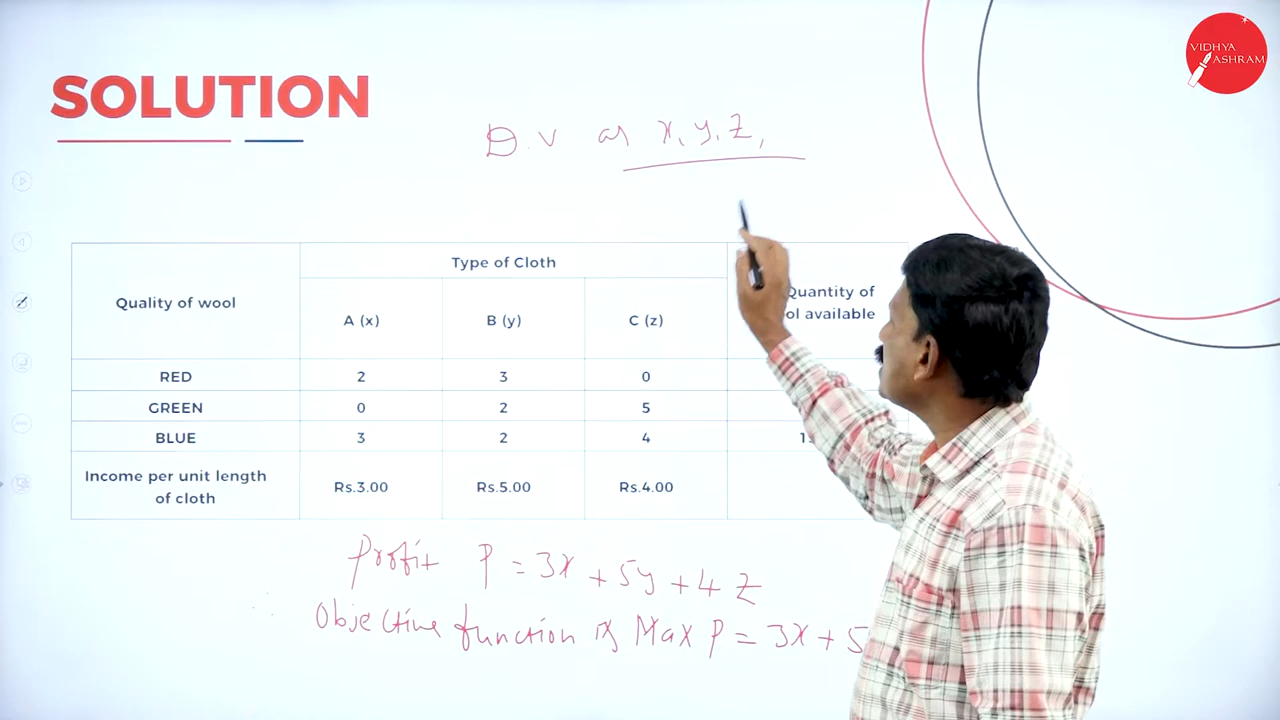 VIDHYA
ASHRAM
SOLUTION
D.V as x, y, z,
Type of Cloth
Quality of wool
Quantity of
available
A (x)
B (y)
C (z)
RED 2 3 0
GREEN 0 2 5
BLUE 3 2 4
Income per unit length
of cloth
Rs.3.00 Rs.5.00 Rs.4.00
Profit P = 3x + 5y + 4z
∴ Objective function is Max P = 3x + 5